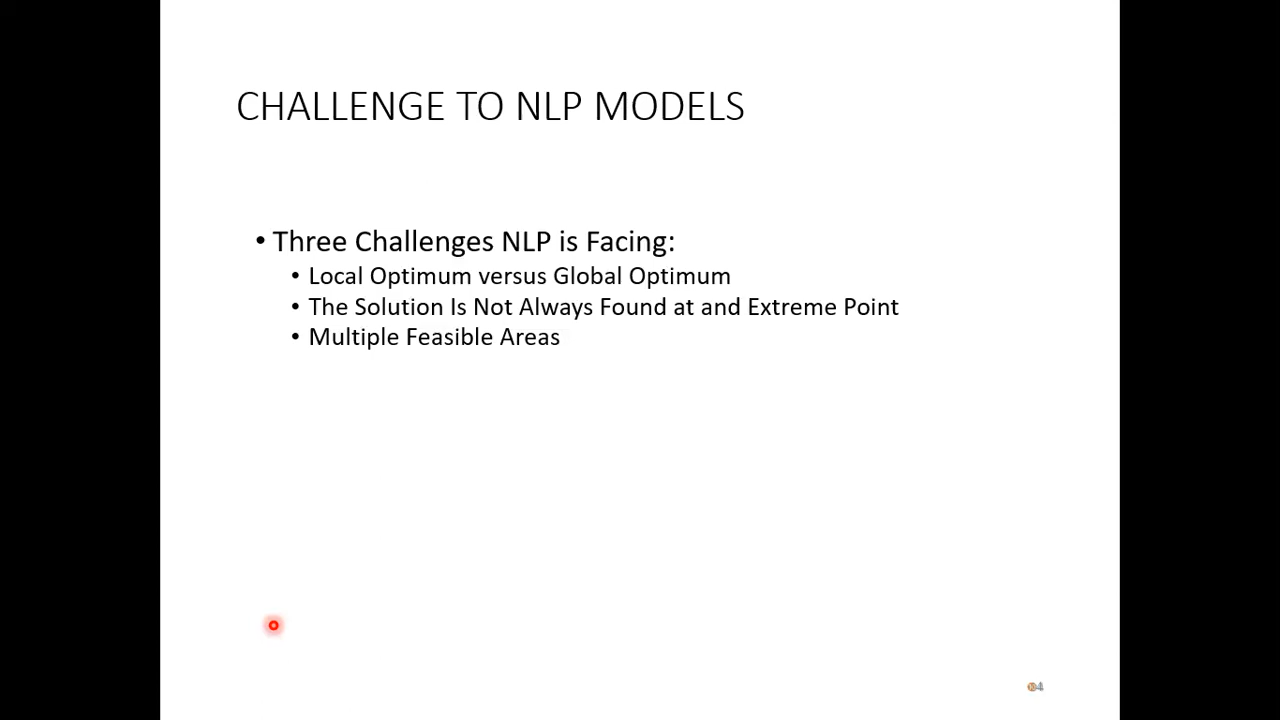 CHALLENGE TO NLP MODELS
• Three Challenges NLP is Facing:
• Local Optimum versus Global Optimum
• The Solution Is Not Always Found at and Extreme Point
• Multiple Feasible Areas